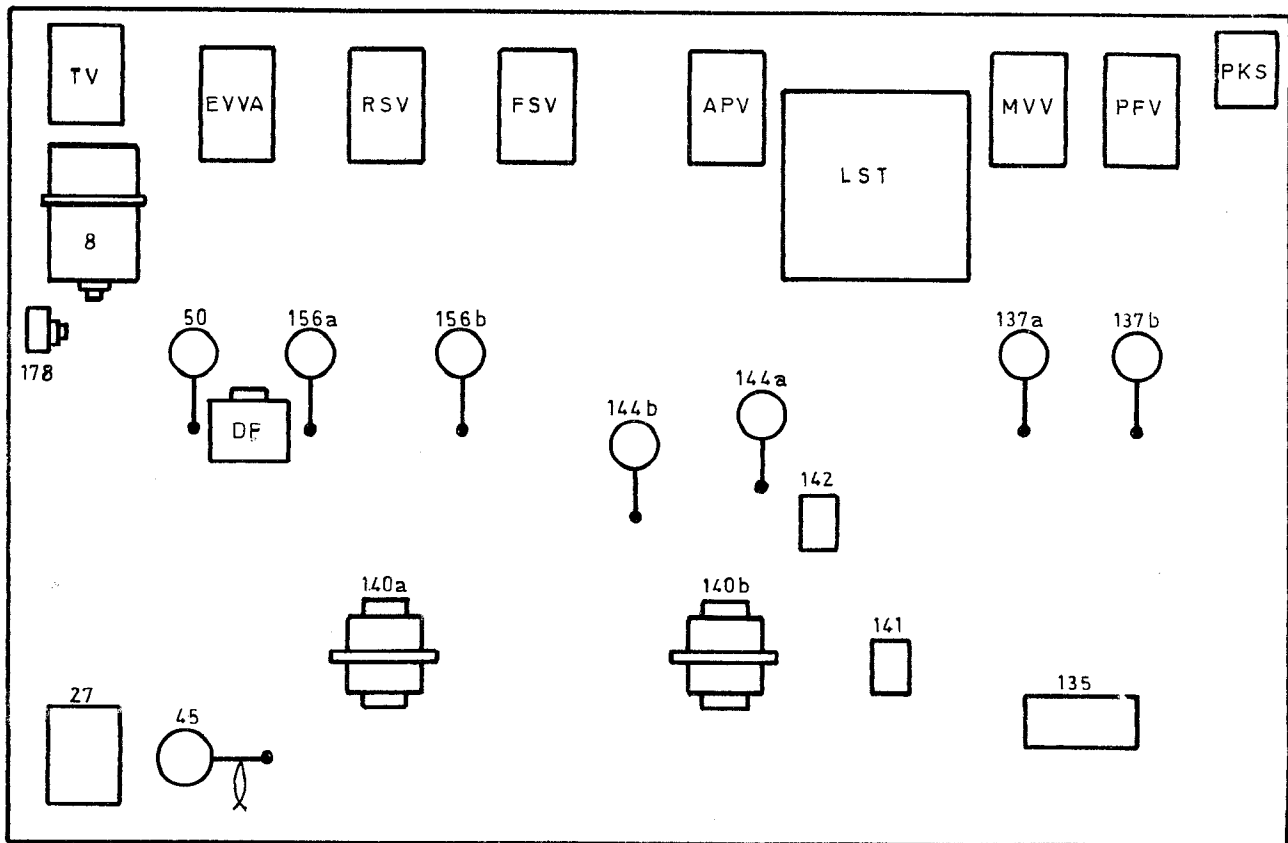 TV
EVVA
RSV
FSV
APV
MVV
PFV
PKS
LST
8
178
50
156a
156b
137a
137b
144a
144b
DF
142
140a
140b
141
27
45
135